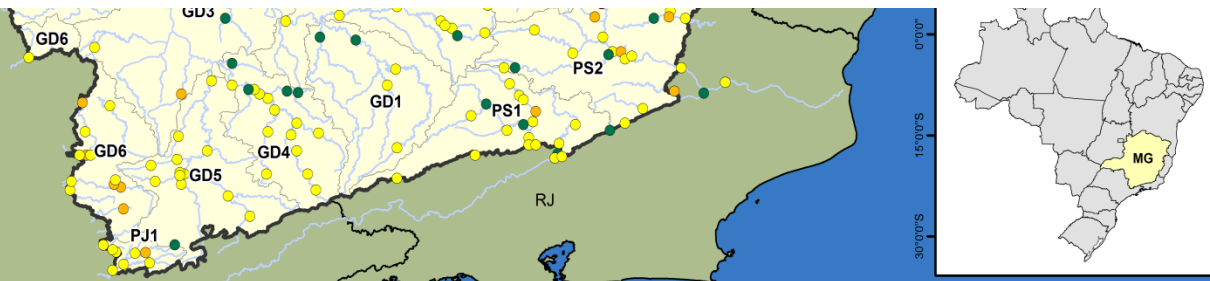 GD3
GD6
PS2
GD1
PS1
GD6
GD4
GD5
RJ
PJ1
0°0'0"
15°0'0"S
30°0'0"S
MG